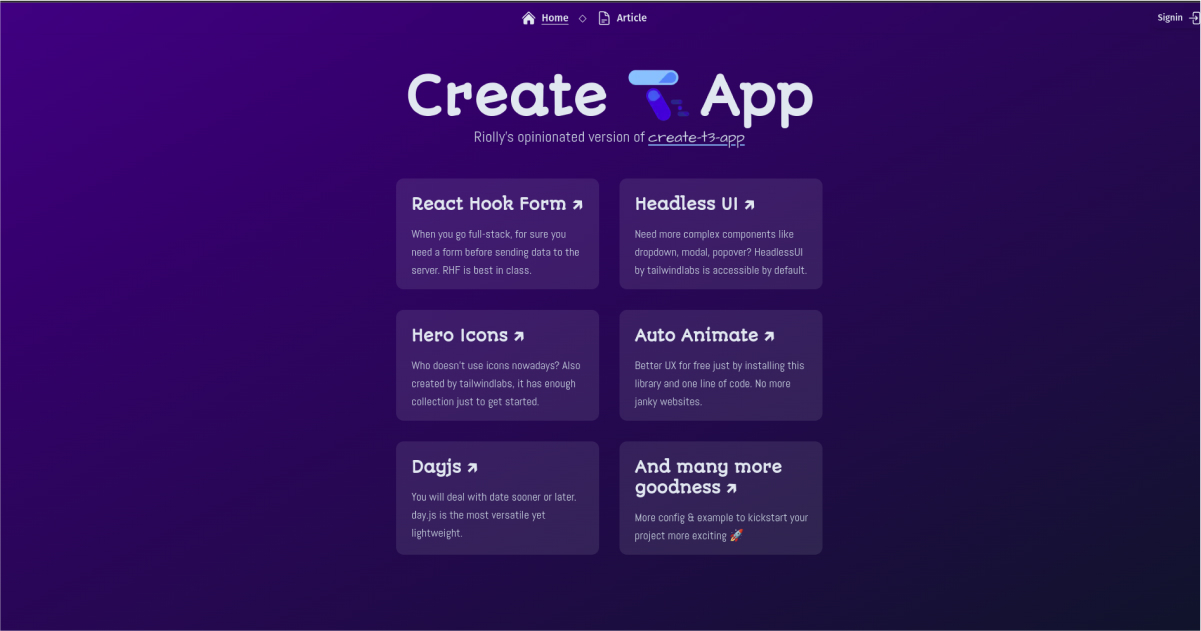 Home ◇ Article
Signin
Create App
Riolly's opinionated version of create-t3-app
React Hook Form ↗
When you go full-stack, for sure you
need a form before sending data to the
server. RHF is best in class.
Headless UI ↗
Need more complex components like
dropdown, modal, popover? HeadlessUI
by tailwindlabs is accessible by default.
Hero Icons ↗
Who doesn't use icons nowadays? Also
created by tailwindlabs, it has enough
collection just to get started.
Auto Animate ↗
Better UX for free just by installing this
library and one line of code. No more
janky websites.
Dayjs ↗
You will deal with date sooner or later.
day.js is the most versatile yet
lightweight.
And many more
goodness ↗
More config & example to kickstart your
project more exciting 🚀